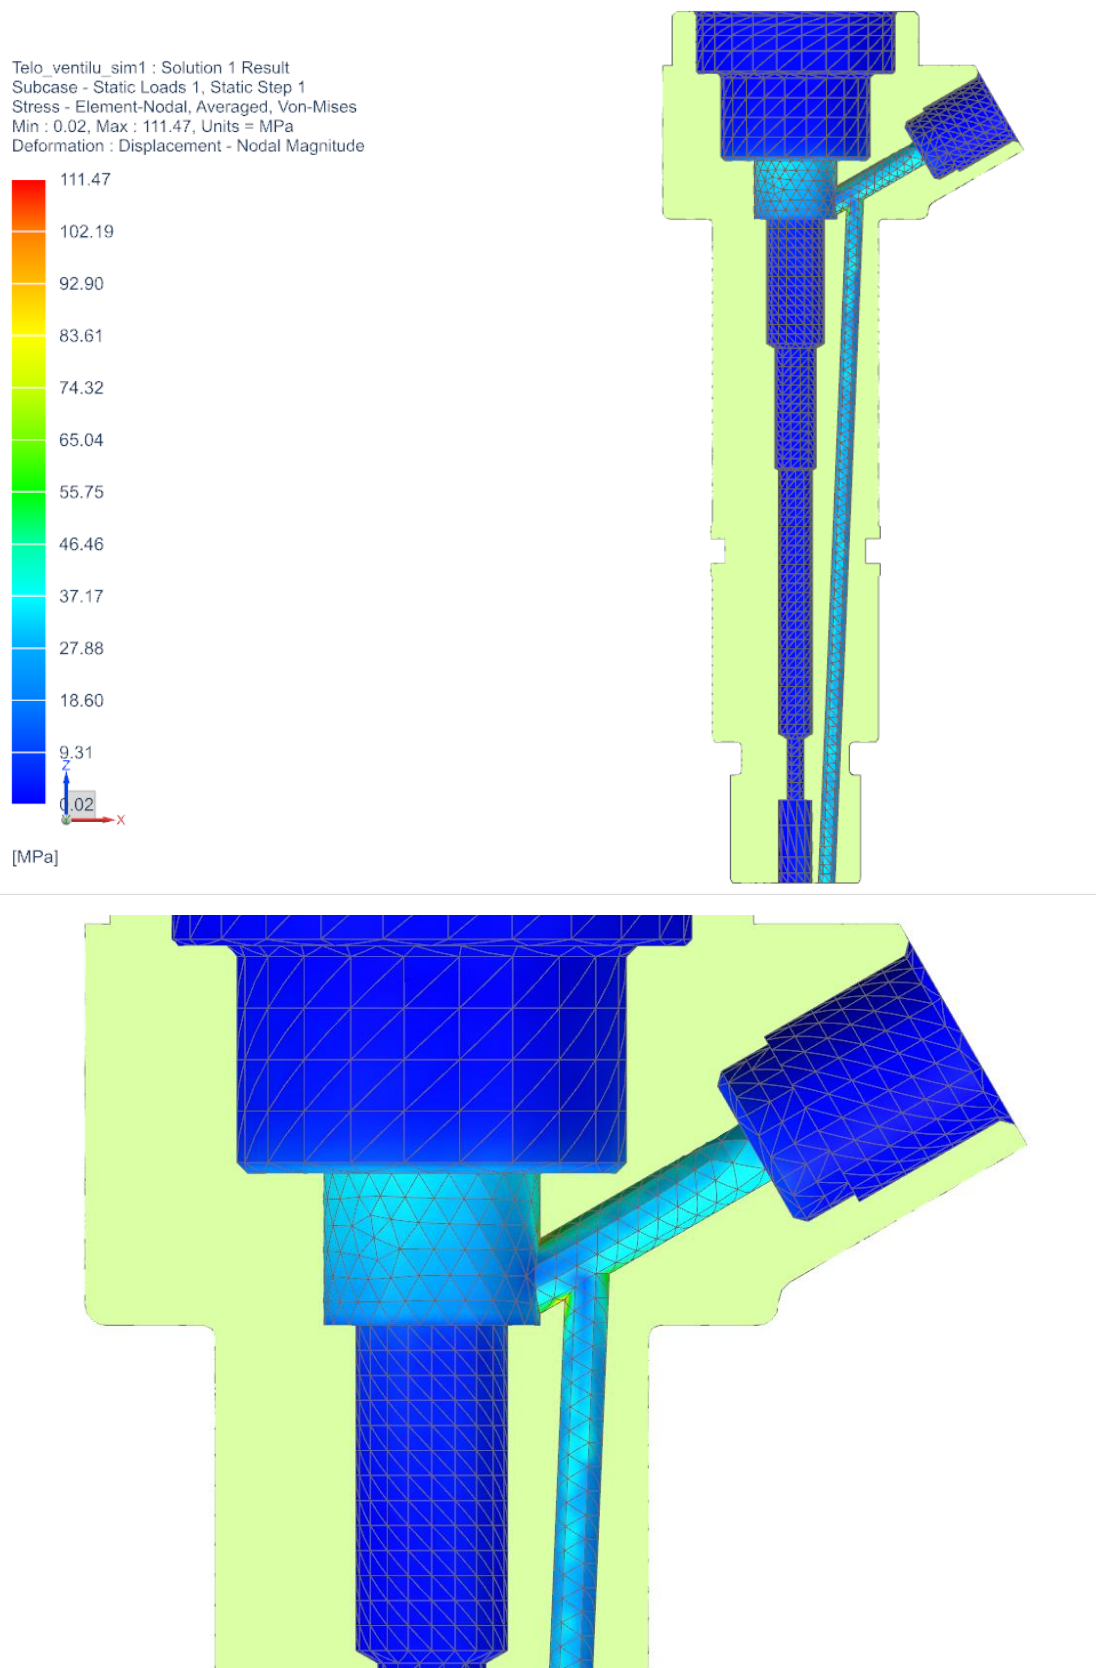 Telo_ventilu_sim1 : Solution 1 Result
Subcase - Static Loads 1, Static Step 1
Stress - Element-Nodal, Averaged, Von-Mises
Min : 0.02, Max : 111.47, Units = MPa
Deformation : Displacement - Nodal Magnitude
111.47
102.19
92.90
83.61
74.32
65.04
55.75
46.46
37.17
27.88
18.60
9.31
Z
0.02
X
[MPa]